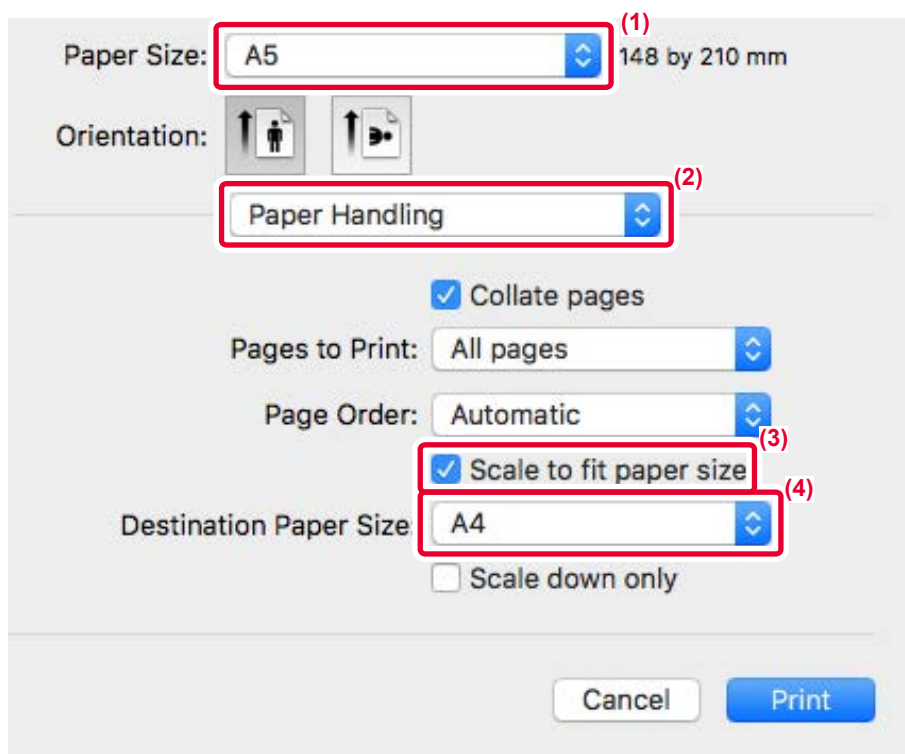 (1)
Paper Size: A5 148 by 210 mm
Orientation:
(2)
Paper Handling
Collate pages
Pages to Print: All pages
Page Order: Automatic
(3)
Scale to fit paper size
(4)
Destination Paper Size: A4
Scale down only
Cancel Print